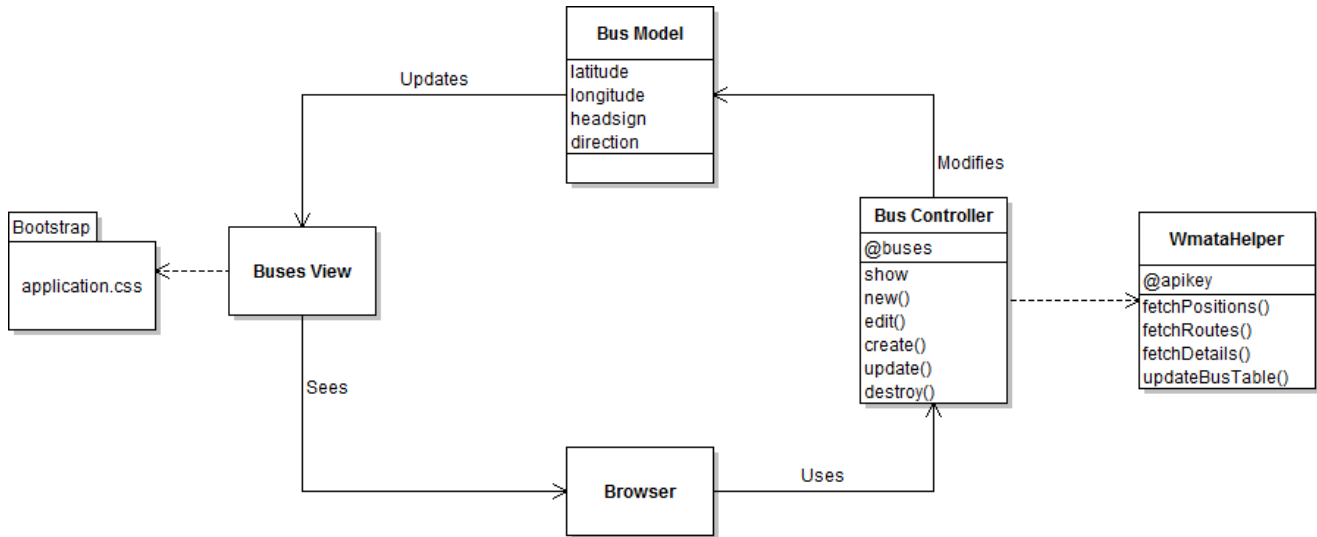 Bus Model
latitude
longitude
headsign
direction
Updates
Modifies
Bootstrap
application.css
Buses View
Bus Controller
@buses
show
new()
edit()
create()
update()
destroy()
WmataHelper
@apikey
fetchPositions()
fetchRoutes()
fetchDetails()
updateBusTable()
Sees
Browser
Uses